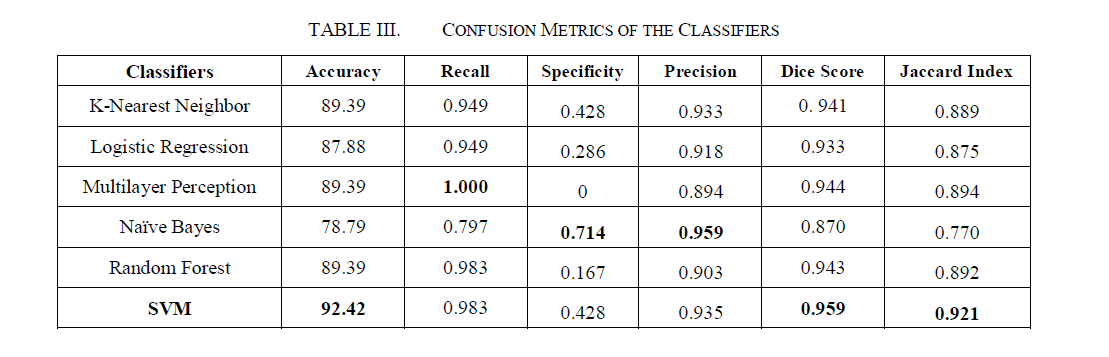 TABLE III. CONFUSION METRICS OF THE CLASSIFIERS
Classifiers Accuracy Recall Specificity Precision Dice Score Jaccard Index
K-Nearest Neighbor 89.39 0.949 0.428 0.933 0. 941 0.889
Logistic Regression 87.88 0.949 0.286 0.918 0.933 0.875
Multilayer Perception 89.39 1.000 0 0.894 0.944 0.894
Naïve Bayes 78.79 0.797 0.714 0.959 0.870 0.770
Random Forest 89.39 0.983 0.167 0.903 0.943 0.892
SVM 92.42 0.983 0.428 0.935 0.959 0.921